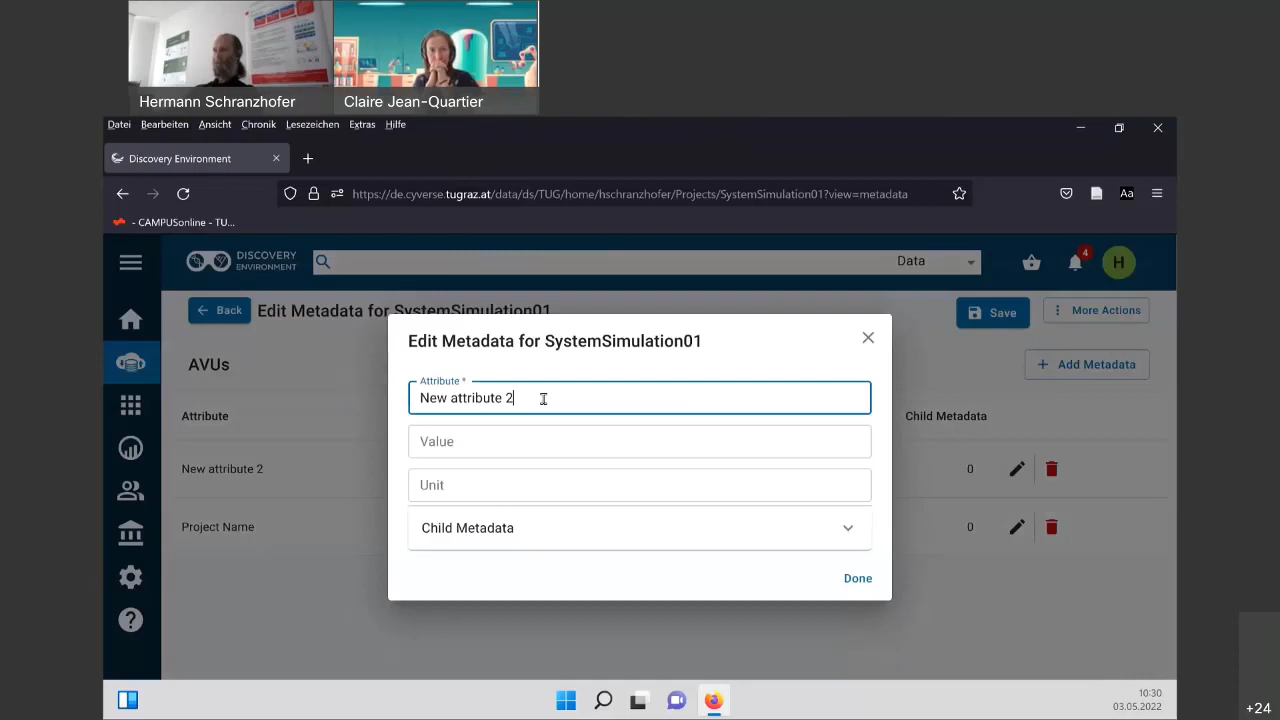 Hermann Schranzhofer
Claire Jean-Quartier
Datei Bearbeiten Ansicht Chronik Lesezeichen Extras Hilfe
Discovery Environment
https://de.cyverse.tugraz.at/data/ds/TUG/home/hschranzhofer/Projects/SystemSimulation01?view=metadata
Aa
- CAMPUSonline - TU...
DISCOVERY
ENVIRONMENT
Data
4
H
Back
Edit Metadata for SystemSimulation01
Save
More Actions
AVUs
Add Metadata
Attribute
Child Metadata
New attribute 2
0
Project Name
0
Edit Metadata for SystemSimulation01
Attribute *
New attribute 2
Value
Unit
Child Metadata
Done
10:30
03.05.2022
+24